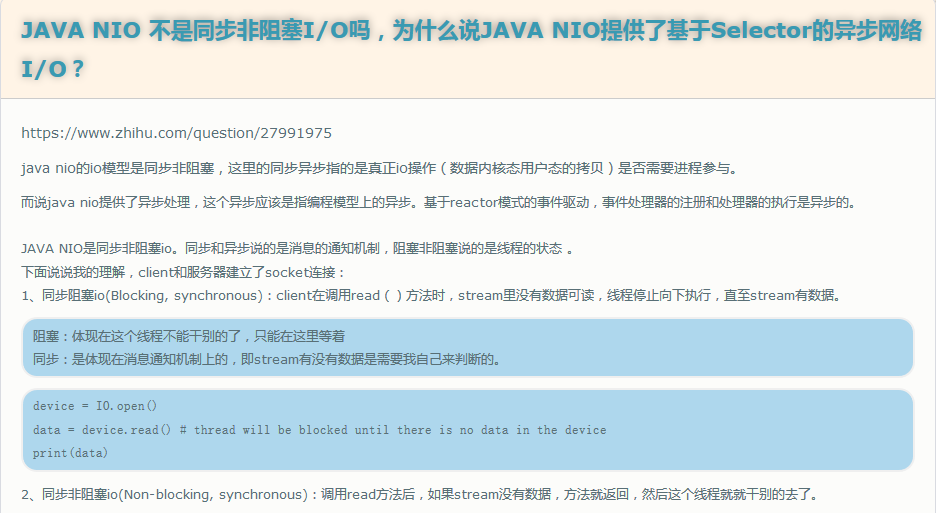 JAVA NIO 不是同步非阻塞I/O吗，为什么说JAVA NIO提供了基于Selector的异步网络
I/O？
https://www.zhihu.com/question/27991975
java nio的io模型是同步非阻塞，这里的同步异步指的是真正io操作（数据内核态用户态的拷贝）是否需要进程参与。
而说java nio提供了异步处理，这个异步应该是指编程模型上的异步。基于reactor模式的事件驱动，事件处理器的注册和处理器的执行是异步的。
JAVA NIO是同步非阻塞io。同步和异步说的是消息的通知机制，阻塞非阻塞说的是线程的状态 。
下面说说我的理解，client和服务器建立了socket连接：
1、同步阻塞io(Blocking, synchronous)：client在调用read（）方法时，stream里没有数据可读，线程停止向下执行，直至stream有数据。
阻塞：体现在这个线程不能干别的了，只能在这里等着
同步：是体现在消息通知机制上的，即stream有没有数据是需要我自己来判断的。
device = IO.open()
data = device.read() # thread will be blocked until there is no data in the device
print(data)
2、同步非阻塞io(Non-blocking, synchronous)：调用read方法后，如果stream没有数据，方法就返回，然后这个线程就就干别的去了。